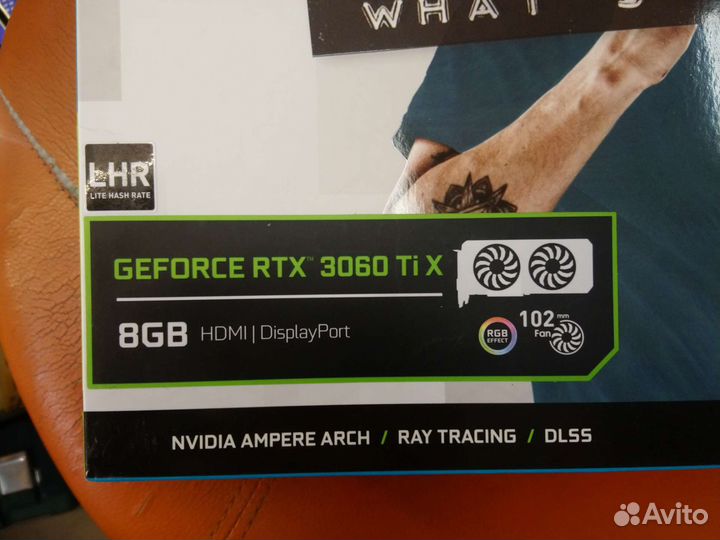 WHAT S
LHR
LITE HASH RATE
GEFORCE RTX™ 3060 Ti X
8GB HDMI | DisplayPort
RGB
EFFECT
102 mm
Fan
NVIDIA AMPERE ARCH / RAY TRACING / DLSS
Avito